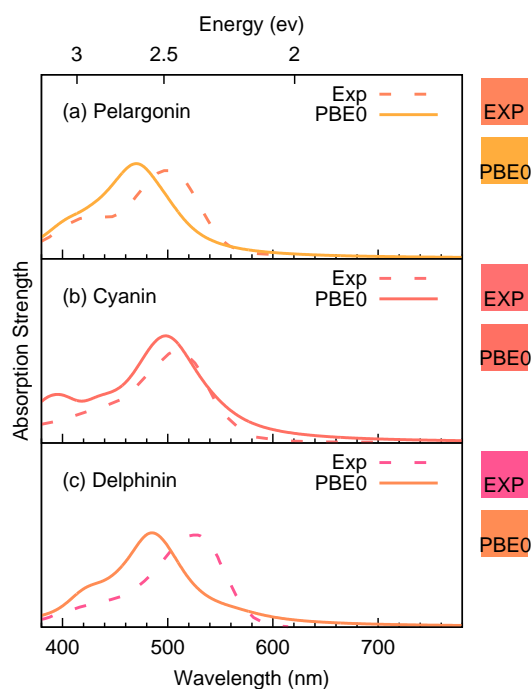 Energy (ev)
3 2.5 2
(a) Pelargonin
Exp
PBE0
EXP
PBE0
(b) Cyanin
Exp
PBE0
EXP
PBE0
(c) Delphinin
Exp
PBE0
EXP
PBE0
Absorption Strength
400 500 600 700
Wavelength (nm)